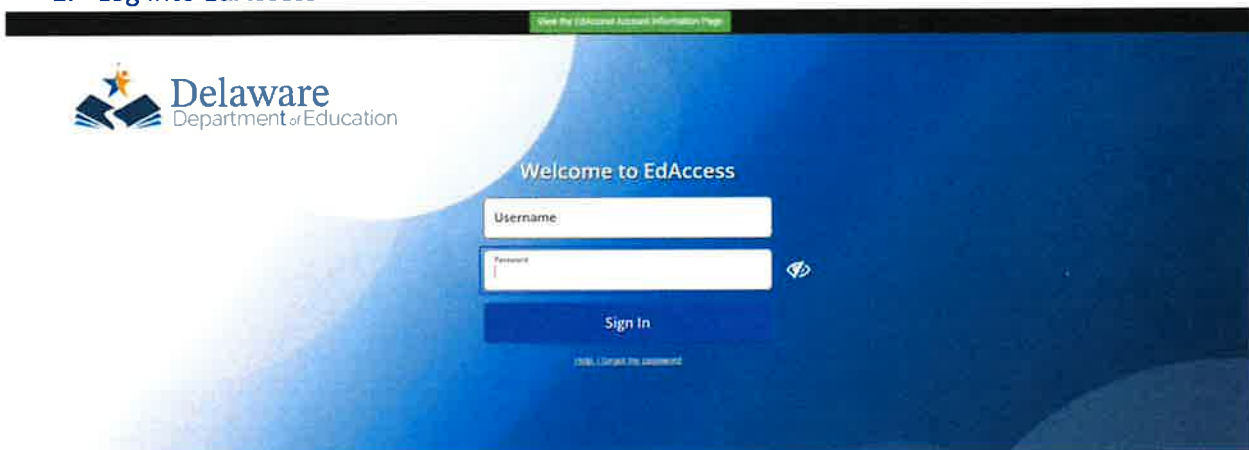 View the EdAccess Account Information Page
Delaware
Department of Education
Welcome to EdAccess
Username
Password
Sign In
Help, I forgot my password